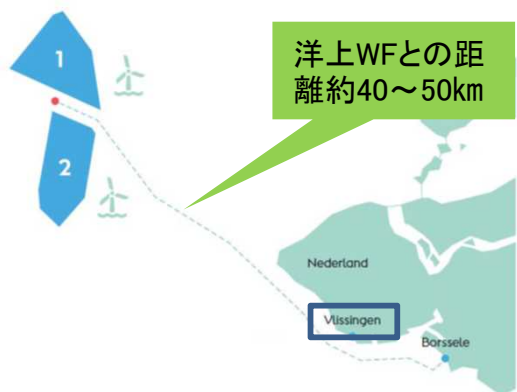 洋上WFとの距
離約40～50km
1
2
Nederland
Vlissingen
Borssele